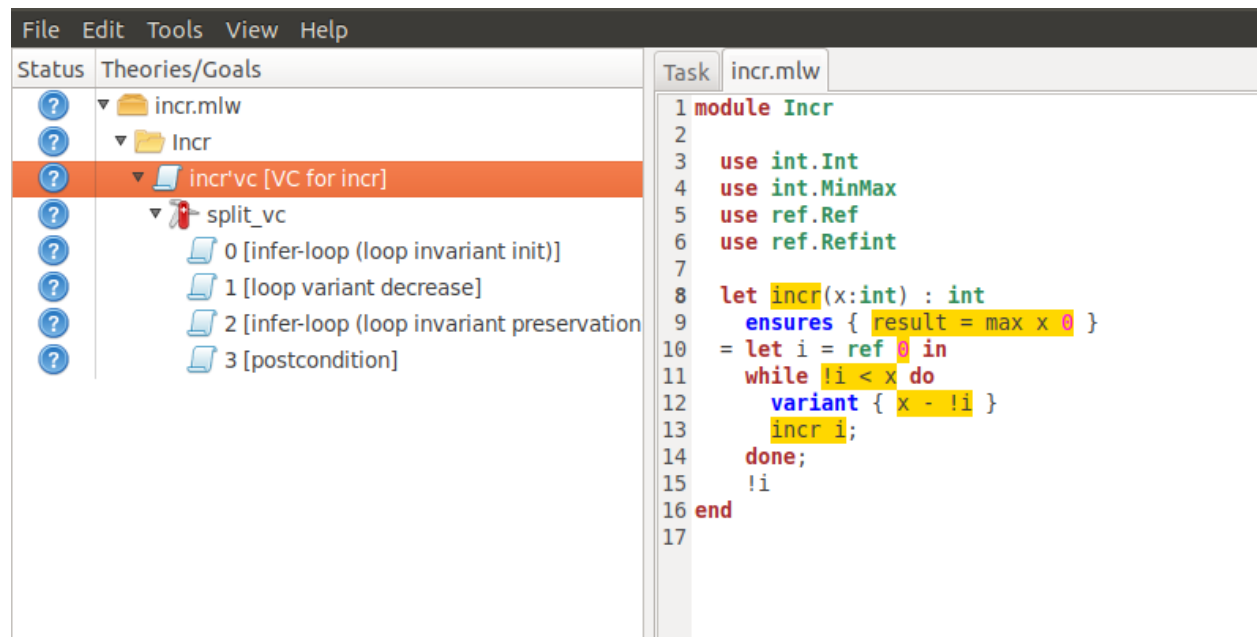 File Edit Tools View Help
Status Theories/Goals
incr.mlw
Incr
incr'vc [VC for incr]
split_vc
0 [infer-loop (loop invariant init)]
1 [loop variant decrease]
2 [infer-loop (loop invariant preservation
3 [postcondition]
Task incr.mlw
1 module Incr
2
3 use int.Int
4 use int.MinMax
5 use ref.Ref
6 use ref.Refint
7
8 let incr(x:int) : int
9 ensures { result = max x 0 }
10 = let i = ref 0 in
11 while !i < x do
12 variant { x - !i }
13 incr i;
14 done;
15 !i
16 end
17